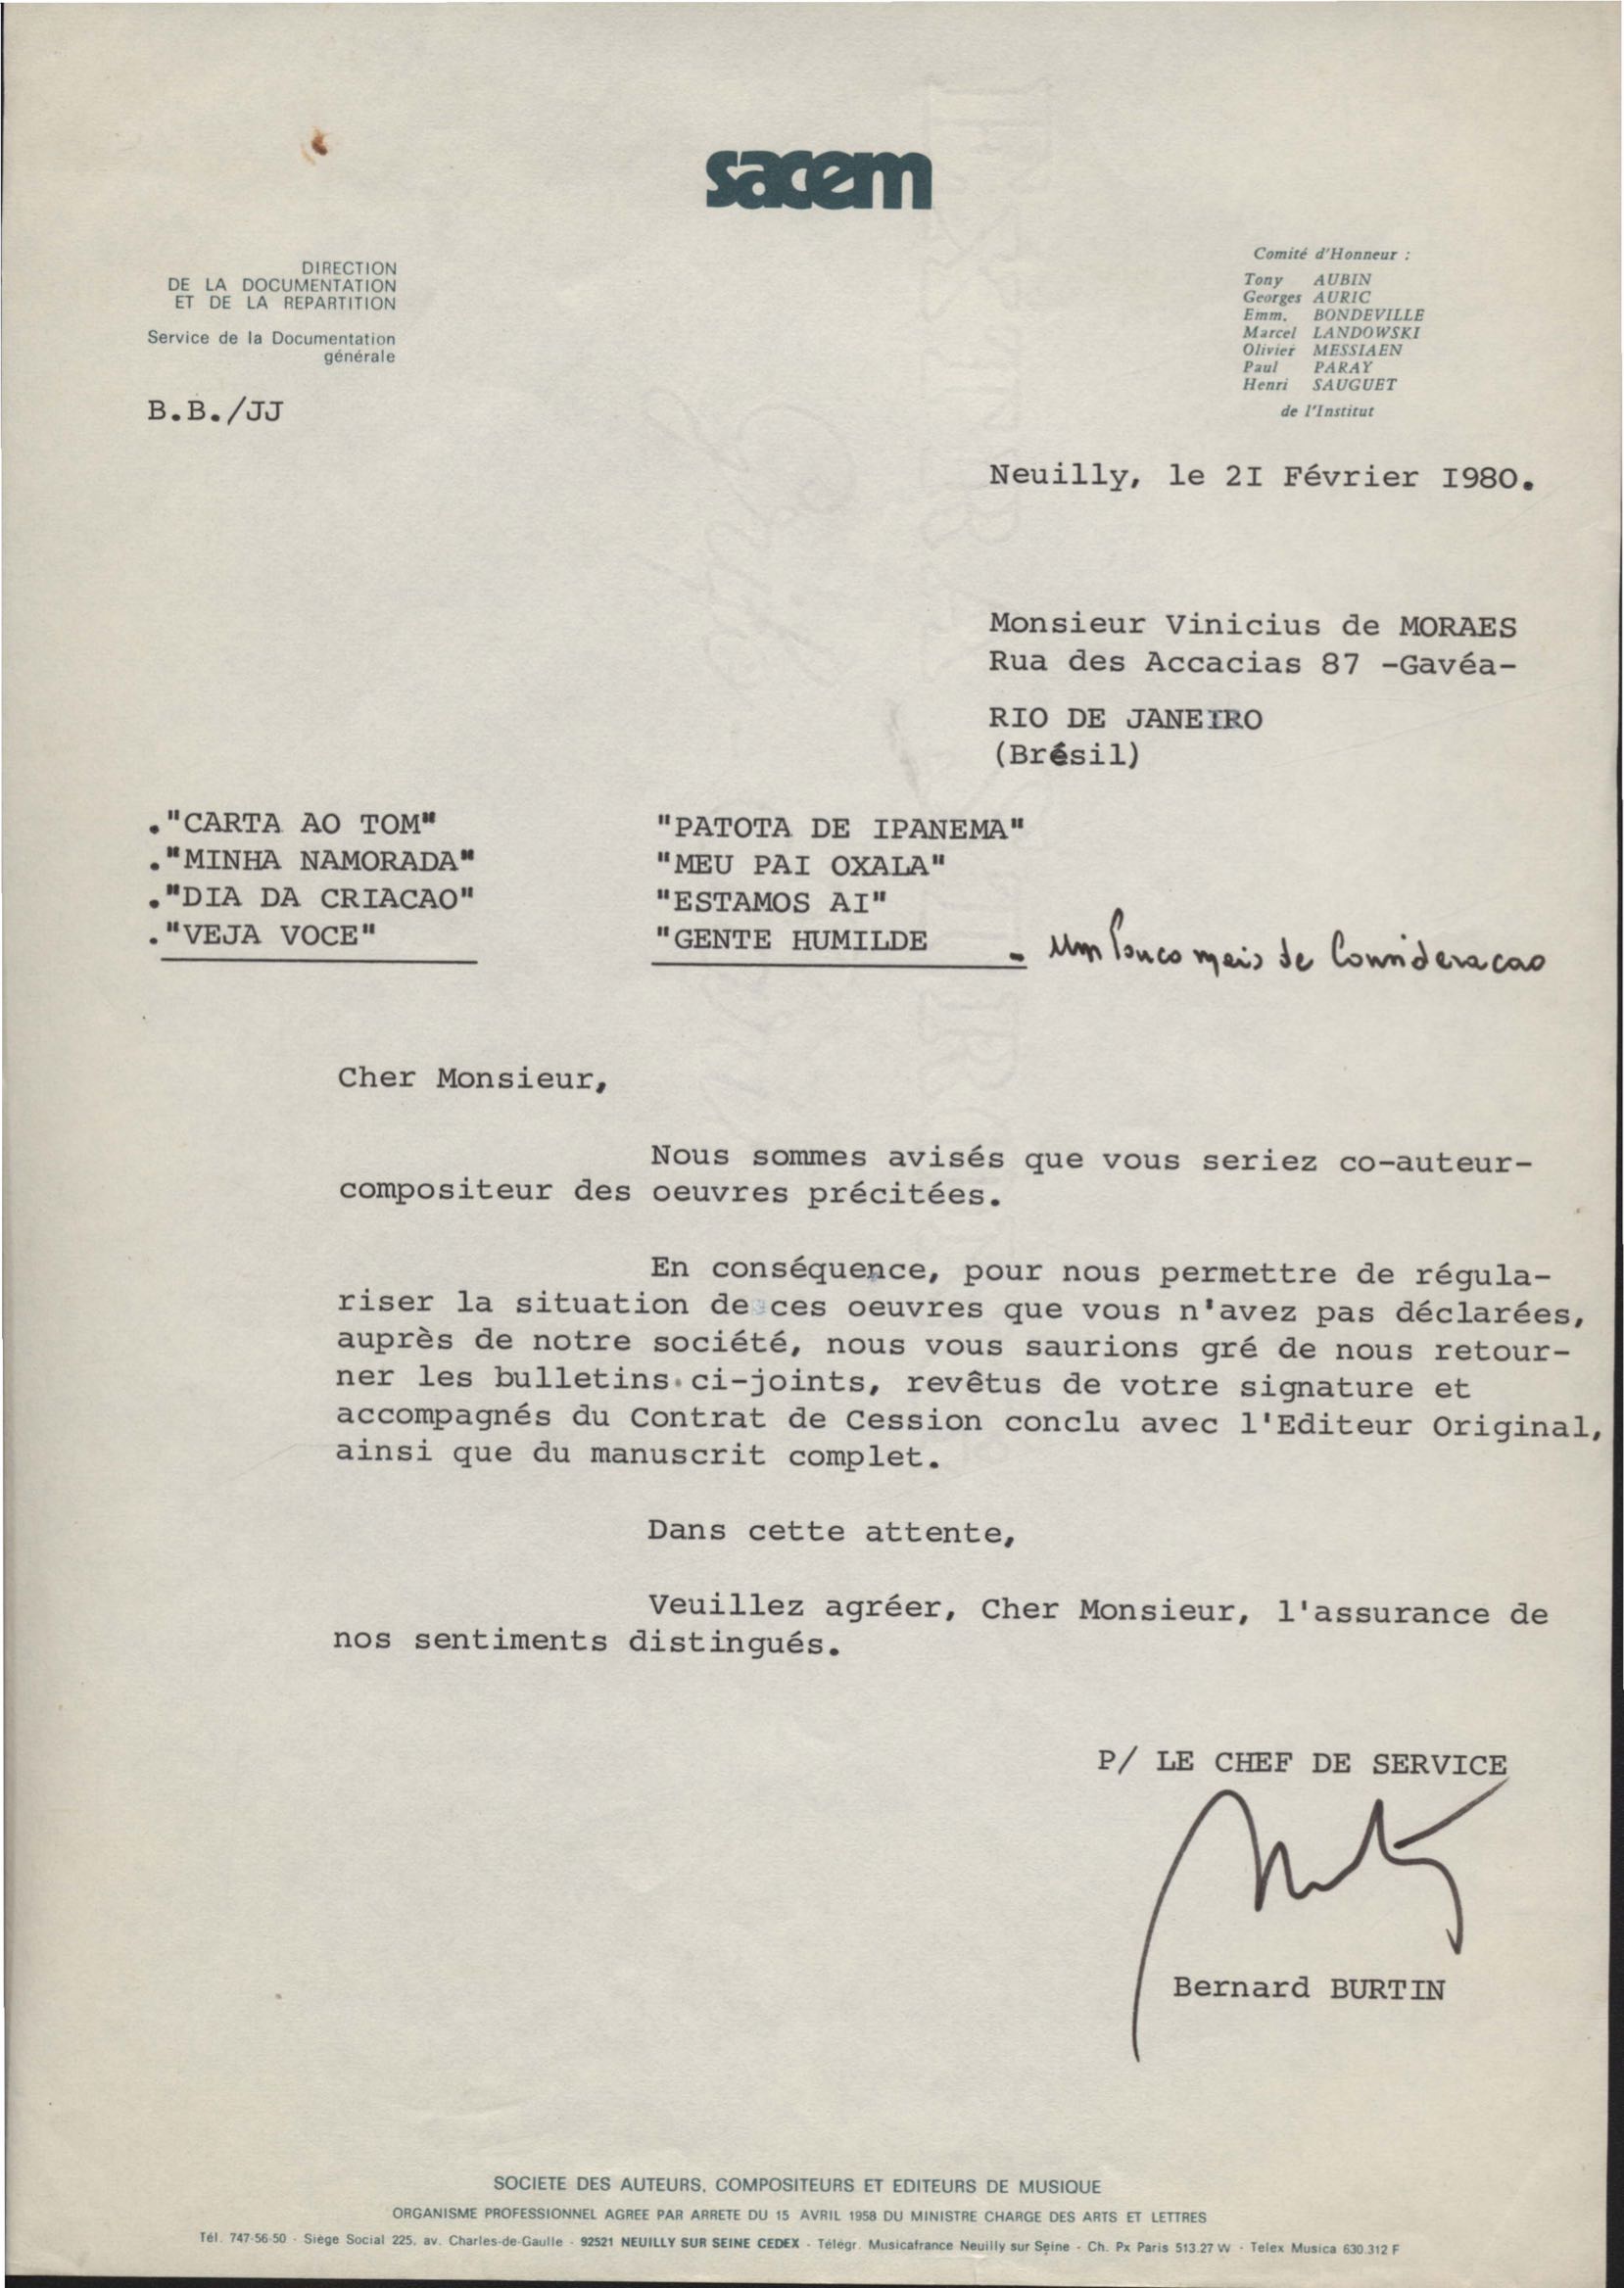 sacem
DIRECTION
DE LA DOCUMENTATION
ET DE LA REPARTITION
Service de la Documentation
générale
B.B./JJ
Comité d'Honneur :
Tony AUBIN
Georges AURIC
Emm. BONDEVILLE
Marcel LANDOWSKI
Olivier MESSIAEN
Paul PARAY
Henri SAUGUET
de l'Institut
Neuilly, le 2I Février I980.
Monsieur Vinicius de MORAES
Rua des Accacias 87 -Gavéa-
RIO DE JANEIRO
(Brésil)
."CARTA AO TOM" "PATOTA DE IPANEMA"
."MINHA NAMORADA" "MEU PAI OXALA"
."DIA DA CRIACAO" "ESTAMOS AI"
."VEJA VOCE" "GENTE HUMILDE - Um Pouco mais de Consideracao
Cher Monsieur,
Nous sommes avisés que vous seriez co-auteur-
compositeur des oeuvres précitées.
En conséquence, pour nous permettre de régula-
riser la situation de ces oeuvres que vous n'avez pas déclarées,
auprès de notre société, nous vous saurions gré de nous retour-
ner les bulletins ci-joints, revêtus de votre signature et
accompagnés du Contrat de Cession conclu avec l'Editeur Original,
ainsi que du manuscrit complet.
Dans cette attente,
Veuillez agréer, Cher Monsieur, l'assurance de
nos sentiments distingués.
P/ LE CHEF DE SERVICE
Bernard BURTIN
SOCIETE DES AUTEURS, COMPOSITEURS ET EDITEURS DE MUSIQUE
ORGANISME PROFESSIONNEL AGREE PAR ARRETE DU 15 AVRIL 1958 DU MINISTRE CHARGE DES ARTS ET LETTRES
Tél. 747-56-50 - Siège Social 225, av. Charles-de-Gaulle - 92521 NEUILLY SUR SEINE CEDEX - Télégr. Musicafrance Neuilly sur Seine - Ch. Px Paris 513.27 W - Telex Musica 630.312 F